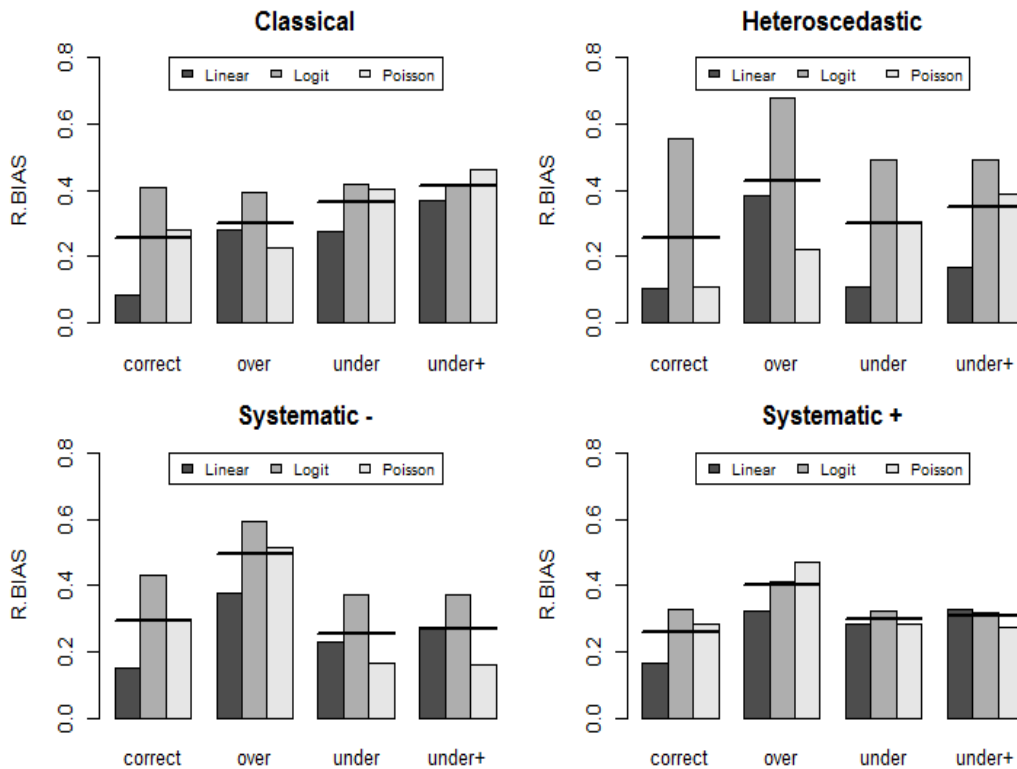 Classical
Linear Logit Poisson
R.BIAS
0.8
0.6
0.4
0.2
0.0
correct over under under+
Heteroscedastic
Linear Logit Poisson
R.BIAS
0.8
0.6
0.4
0.2
0.0
correct over under under+
Systematic -
Linear Logit Poisson
R.BIAS
0.8
0.6
0.4
0.2
0.0
correct over under under+
Systematic +
Linear Logit Poisson
R.BIAS
0.8
0.6
0.4
0.2
0.0
correct over under under+